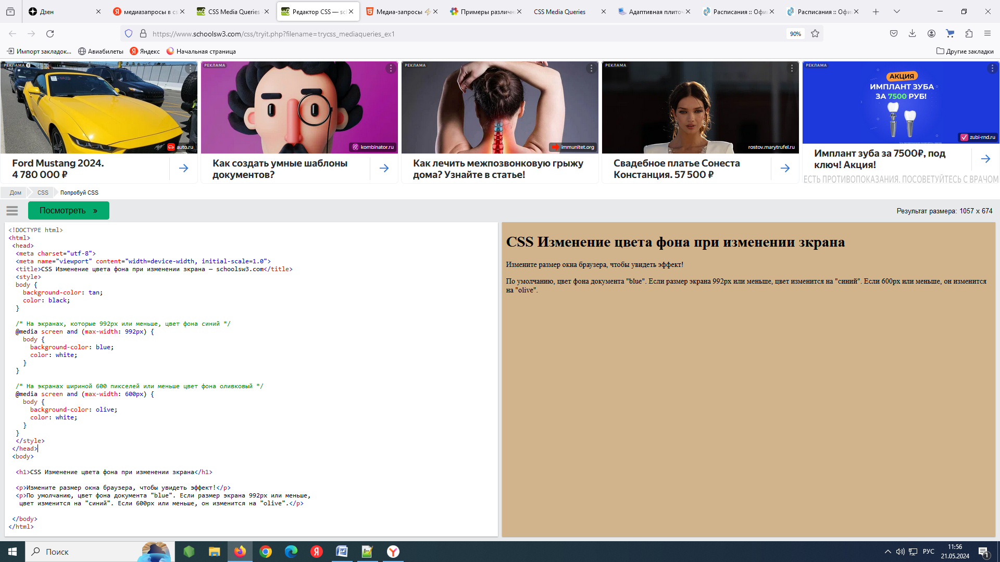 Дзен
медиазапросы в cs
CSS Media Queries
Редактор CSS — sc
Медиа-запросы
Примеры различн
CSS Media Queries
Адаптивная плиточ
Расписания :: Офи
Расписания :: Офи
https://www.schoolsw3.com/css/tryit.php?filename=trycss_mediaqueries_ex1
90%
Импорт закладок...
Авиабилеты
Яндекс
Начальная страница
Другие закладки
РЕКЛАМА
auto.ru
Ford Mustang 2024.
4 780 000 ₽
РЕКЛАМА
kombinator.ru
Как создать умные шаблоны
документов?
РЕКЛАМА
immunitet.org
Как лечить межпозвонковую грыжу
дома? Узнайте в статье!
РЕКЛАМА
rostov.marytrufel.ru
Свадебное платье Сонеста
Констанция. 57 500 ₽
РЕКЛАМА
АКЦИЯ
ИМПЛАНТ ЗУБА
ЗА 7500 РУБ!
zubi-rnd.ru
Имплант зуба за 7500₽, под
ключ! Акция!
ЕСТЬ ПРОТИВОПОКАЗАНИЯ. ПОСОВЕТУЙТЕСЬ С ВРАЧОМ
Дом
CSS
Попробуй CSS
Посмотреть »
Результат размера: 1057 x 674
<!DOCTYPE html>
<html>
<head>
<meta charset="utf-8">
<meta name="viewport" content="width=device-width, initial-scale=1.0">
<title>CSS Изменение цвета фона при изменении зкрана — schoolsw3.com</title>
<style>
body {
background-color: tan;
color: black;
}
/* На экранах, которые 992px или меньше, цвет фона синий */
@media screen and (max-width: 992px) {
body {
background-color: blue;
color: white;
}
}
/* На экранах шириной 600 пикселей или меньше цвет фона оливковый */
@media screen and (max-width: 600px) {
body {
background-color: olive;
color: white;
}
}
</style>
</head>
<body>
<h1>CSS Изменение цвета фона при изменении зкрана</h1>
<p>Измените размер окна браузера, чтобы увидеть эффект!</p>
<p>По умолчанию, цвет фона документа "blue". Если размер экрана 992px или меньше,
цвет изменится на "синий". Если 600px или меньше, он изменится на "olive".</p>
</body>
</html>
CSS Изменение цвета фона при изменении зкрана
Измените размер окна браузера, чтобы увидеть эффект!
По умолчанию, цвет фона документа "blue". Если размер экрана 992px или меньше, цвет изменится на "синий". Если 600px или меньше, он изменится
на "olive".
Поиск
РУС
11:56
21.05.2024
1